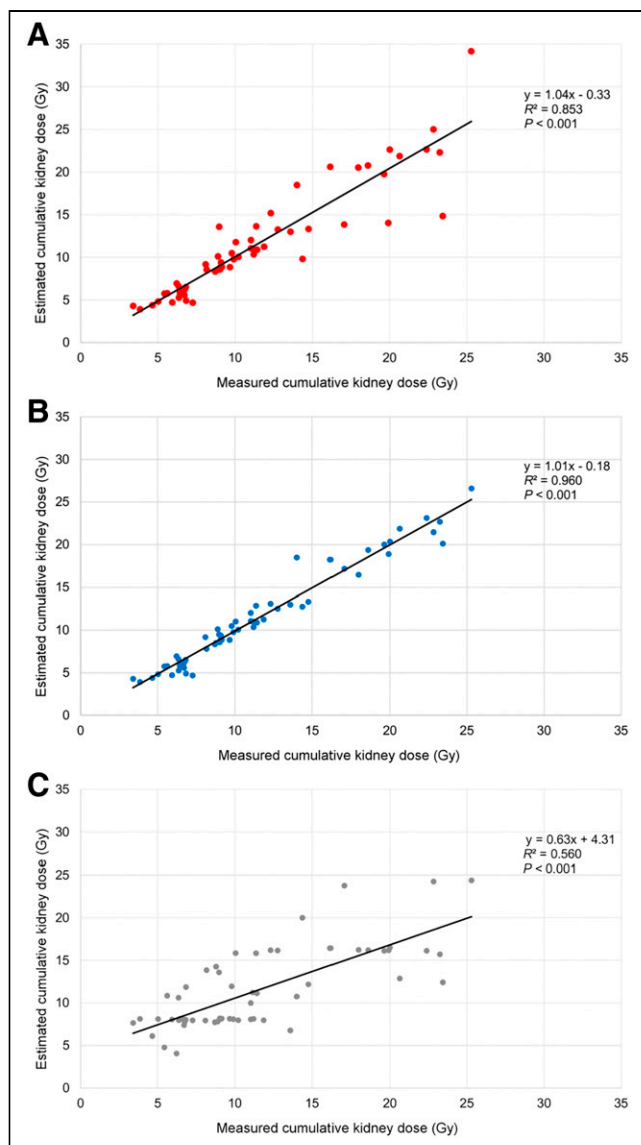 A
35
30
25
20
15
10
5
0
Estimated cumulative kidney dose (Gy)
y = 1.04x - 0.33
R² = 0.853
P < 0.001
0 5 10 15 20 25 30 35
Measured cumulative kidney dose (Gy)
B
35
30
25
20
15
10
5
0
Estimated cumulative kidney dose (Gy)
y = 1.01x - 0.18
R² = 0.960
P < 0.001
0 5 10 15 20 25 30 35
Measured cumulative kidney dose (Gy)
C
35
30
25
20
15
10
5
0
Estimated cumulative kidney dose (Gy)
y = 0.63x + 4.31
R² = 0.560
P < 0.001
0 5 10 15 20 25 30 35
Measured cumulative kidney dose (Gy)